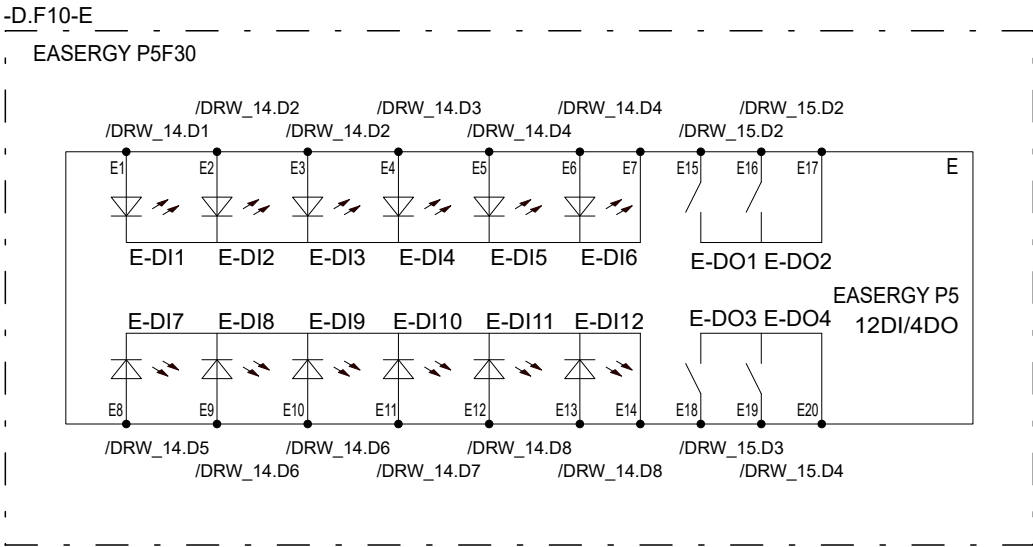 -D.F10-E
EASERGY P5F30
/DRW_14.D2 /DRW_14.D3 /DRW_14.D4 /DRW_15.D2
/DRW_14.D1 /DRW_14.D2 /DRW_14.D4 /DRW_15.D2
E1 E2 E3 E4 E5 E6 E7 E15 E16 E17 E
E-DI1 E-DI2 E-DI3 E-DI4 E-DI5 E-DI6 E-DO1 E-DO2
EASERGY P5
E-DI7 E-DI8 E-DI9 E-DI10 E-DI11 E-DI12 E-DO3 E-DO4
12DI/4DO
E8 E9 E10 E11 E12 E13 E14 E18 E19 E20
/DRW_14.D5 /DRW_14.D6 /DRW_14.D8 /DRW_15.D3
/DRW_14.D6 /DRW_14.D7 /DRW_14.D8 /DRW_15.D4